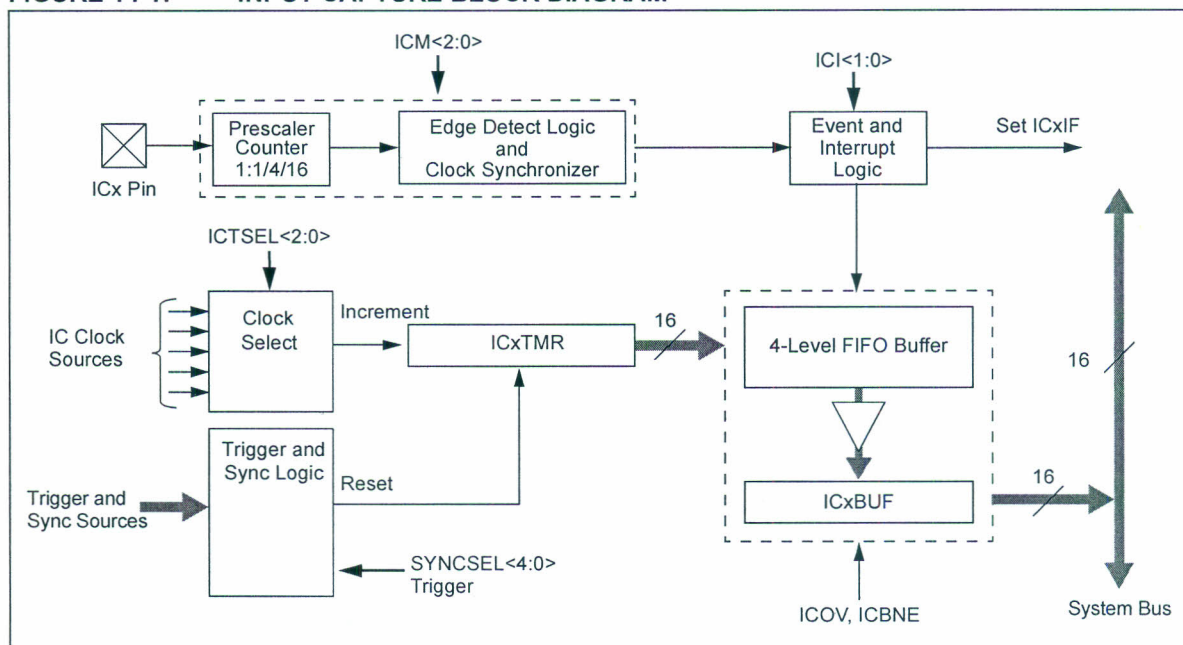 ICM<2:0>
ICI<1:0>
Prescaler
Counter
1:1/4/16
Edge Detect Logic
and
Clock Synchronizer
Event and
Interrupt
Logic
Set ICxIF
ICx Pin
ICTSEL<2:0>
IC Clock
Sources
Clock
Select
Increment
ICxTMR
16
4-Level FIFO Buffer
16
Trigger and
Sync Logic
Reset
Trigger and
Sync Sources
ICxBUF
16
SYNCSEL<4:0>
Trigger
ICOV, ICBNE
System Bus